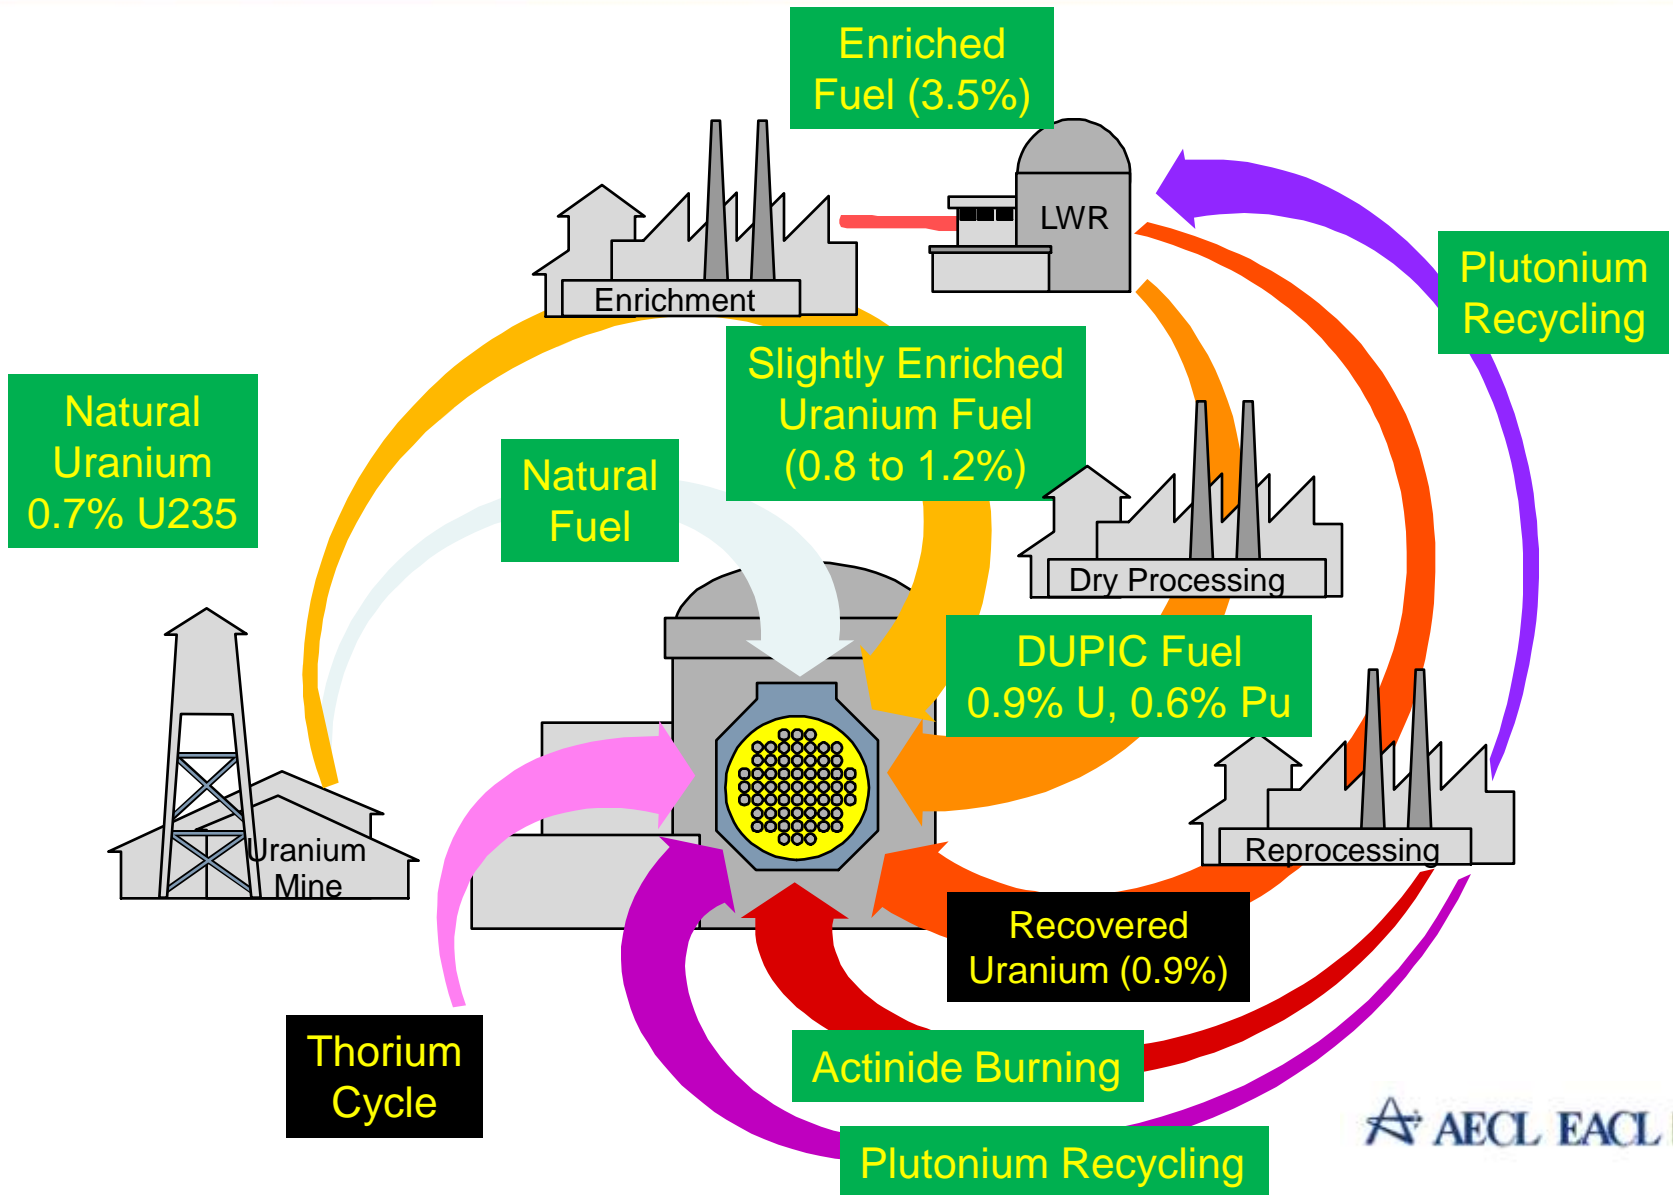 Enriched
Fuel (3.5%)
LWR
Enrichment
Plutonium
Recycling
Slightly Enriched
Uranium Fuel
(0.8 to 1.2%)
Natural
Uranium
0.7% U235
Natural
Fuel
Dry Processing
DUPIC Fuel
0.9% U, 0.6% Pu
Uranium
Mine
Reprocessing
Recovered
Uranium (0.9%)
Thorium
Cycle
Actinide Burning
Plutonium Recycling
AECL EACL